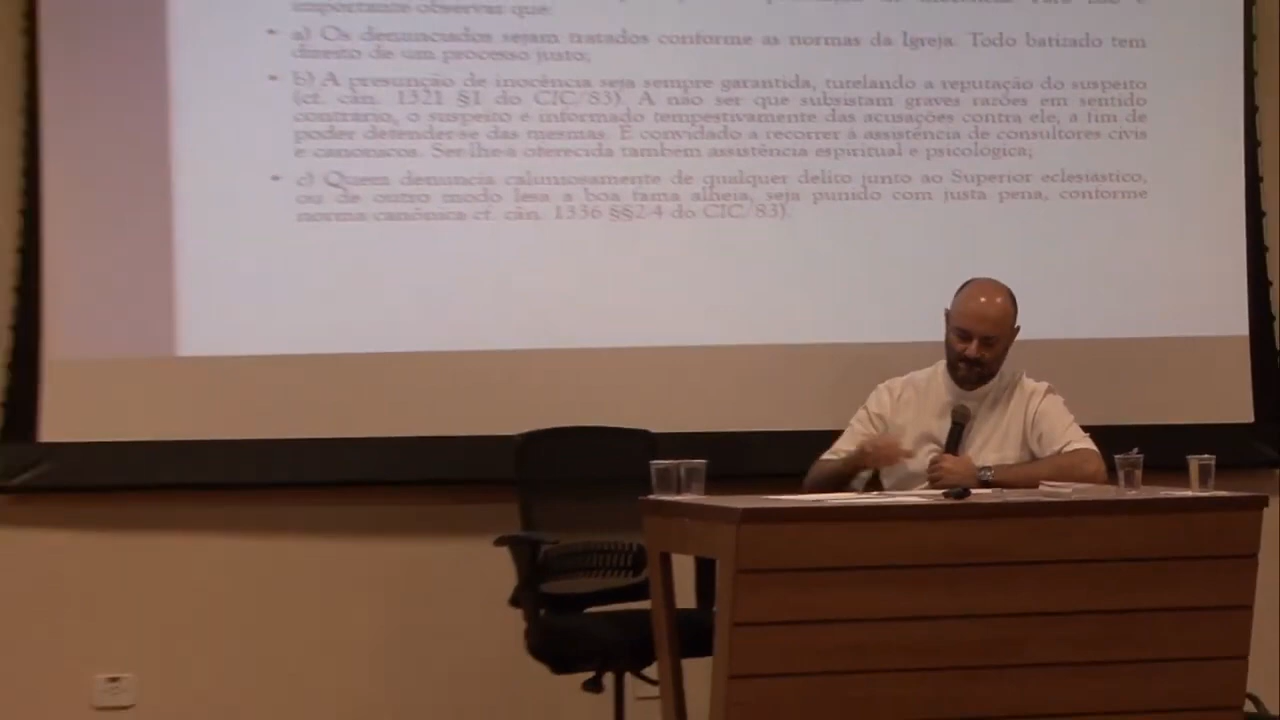 importante observar que:
• a) Os denunciados sejam tratados conforme as normas da Igreja. Todo batizado tem
direito de um processo justo;
• b) A presunção de inocência seja sempre garantida, tutelando a reputação do suspeito
(cf. cân. 1321 §1 do CIC/83). A não ser que subsistam graves razões em sentido
contrário, o suspeito é informado tempestivamente das acusações contra ele, a fim de
poder defender-se das mesmas. É convidado a recorrer à assistência de consultores civis
e canônicos. Ser-lhe-á oferecida também assistência espiritual e psicológica;
• c) Quem denuncia caluniosamente de qualquer delito junto ao Superior eclesiástico,
ou de outro modo lesa a boa fama alheia, seja punido com justa pena, conforme
norma canônica cf. cân. 1336 §§2-4 do CIC/83).